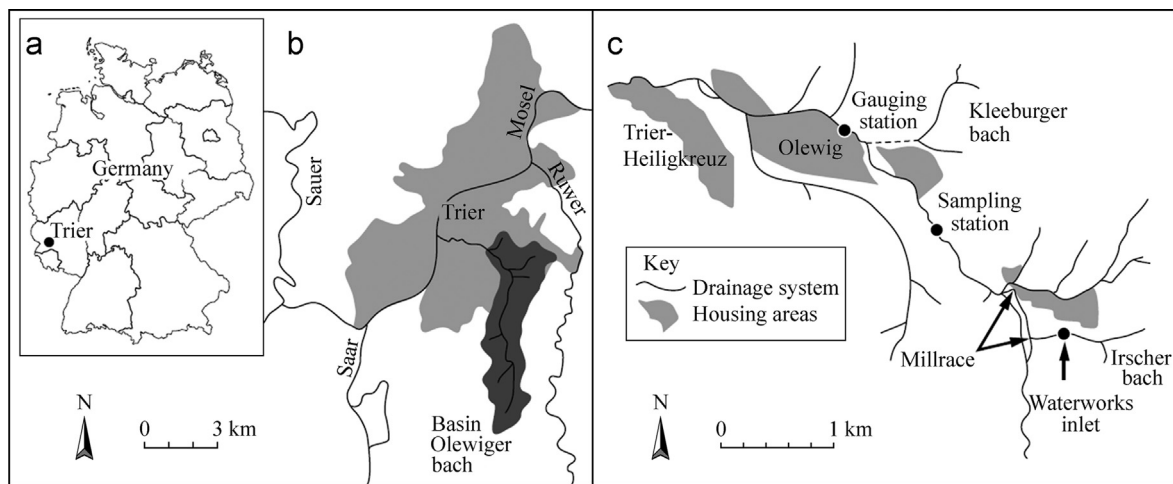 a
Germany
Trier
N
0 3 km
b
Sauer
Mosel
Ruwer
Trier
Saar
Basin
Olewiger
bach
c
Trier-
Heiligkreuz
Olewig
Gauging
station
Kleeburger
bach
Sampling
station
Key
Drainage system
Housing areas
Millrace
Irscher
bach
Waterworks
inlet
N
0 1 km